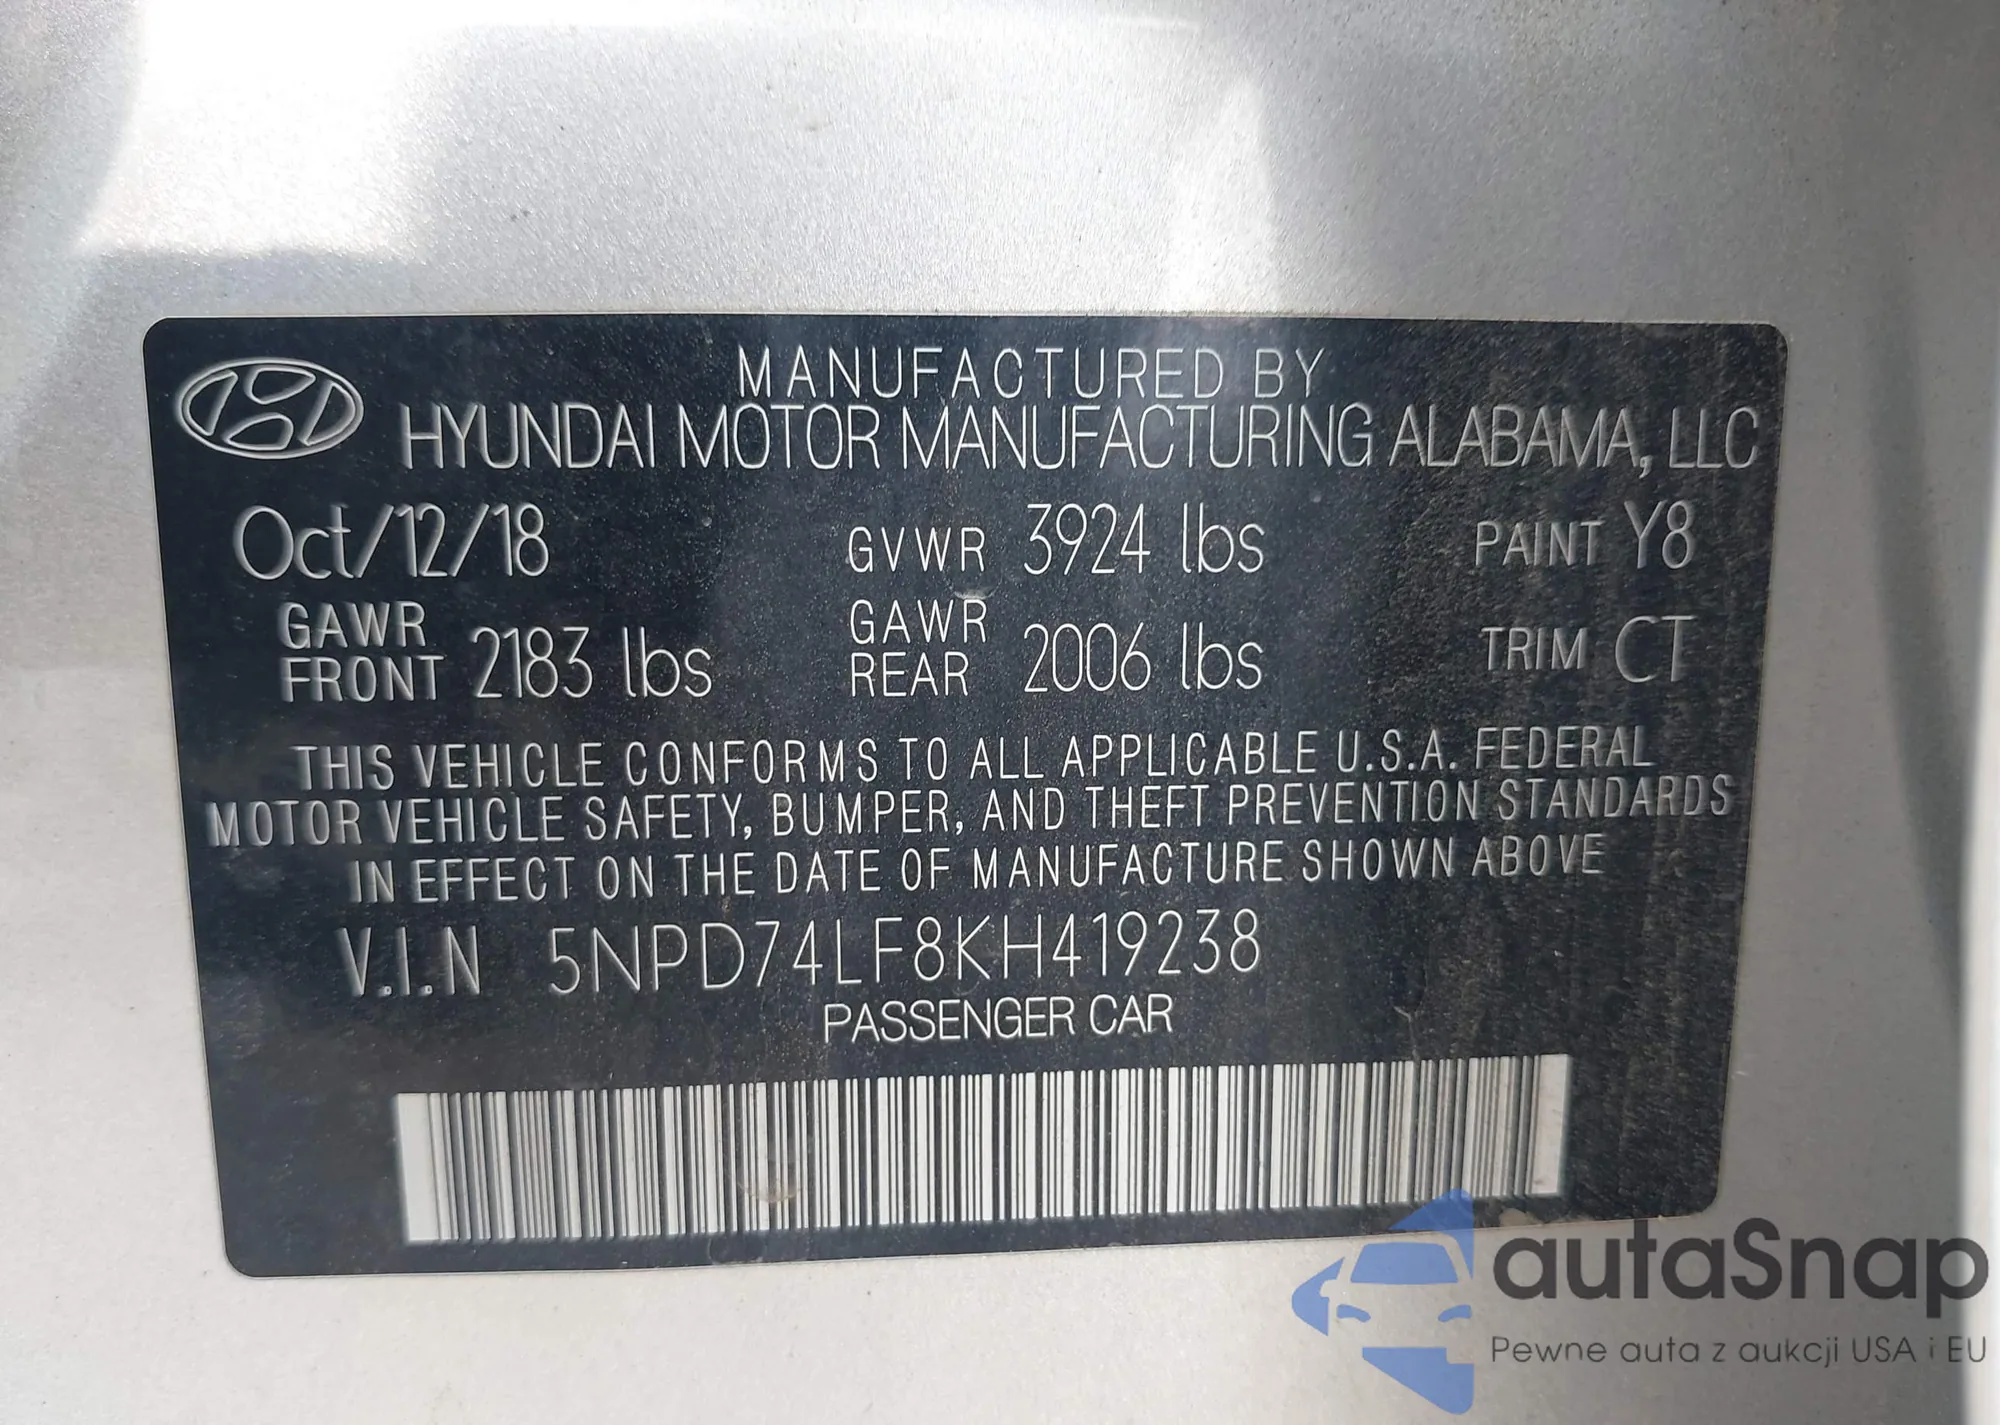 MANUFACTURED BY
HYUNDAI MOTOR MANUFACTURING ALABAMA, LLC
Oct/12/18 GVWR 3924 lbs PAINT Y8
GAWR FRONT 2183 lbs GAWR REAR 2006 lbs TRIM CT
THIS VEHICLE CONFORMS TO ALL APPLICABLE U.S.A. FEDERAL
MOTOR VEHICLE SAFETY, BUMPER, AND THEFT PREVENTION STANDARDS
IN EFFECT ON THE DATE OF MANUFACTURE SHOWN ABOVE
V.I.N 5NPD74LF8KH419238
PASSENGER CAR
autaSnap
Pewne auta z aukcji USA i EU